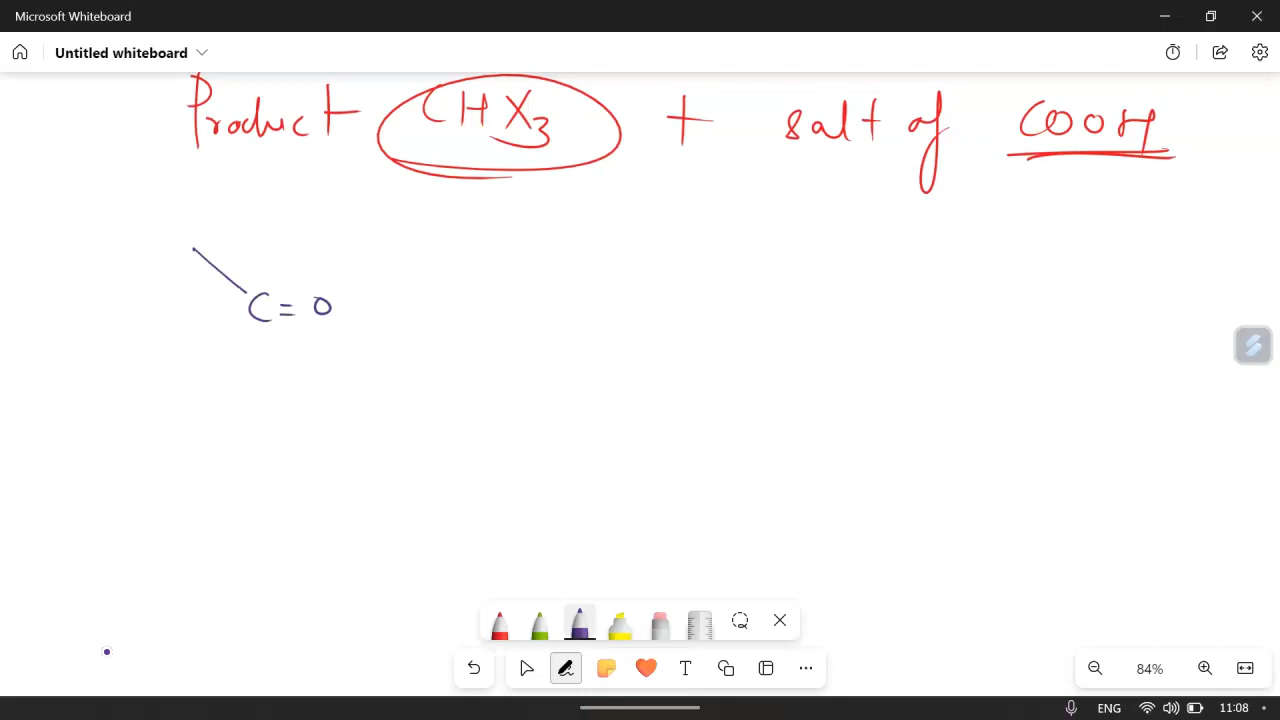 Microsoft Whiteboard
Untitled whiteboard
Product CHX3 + salt of COOH
C = O
84%
ENG 11:08